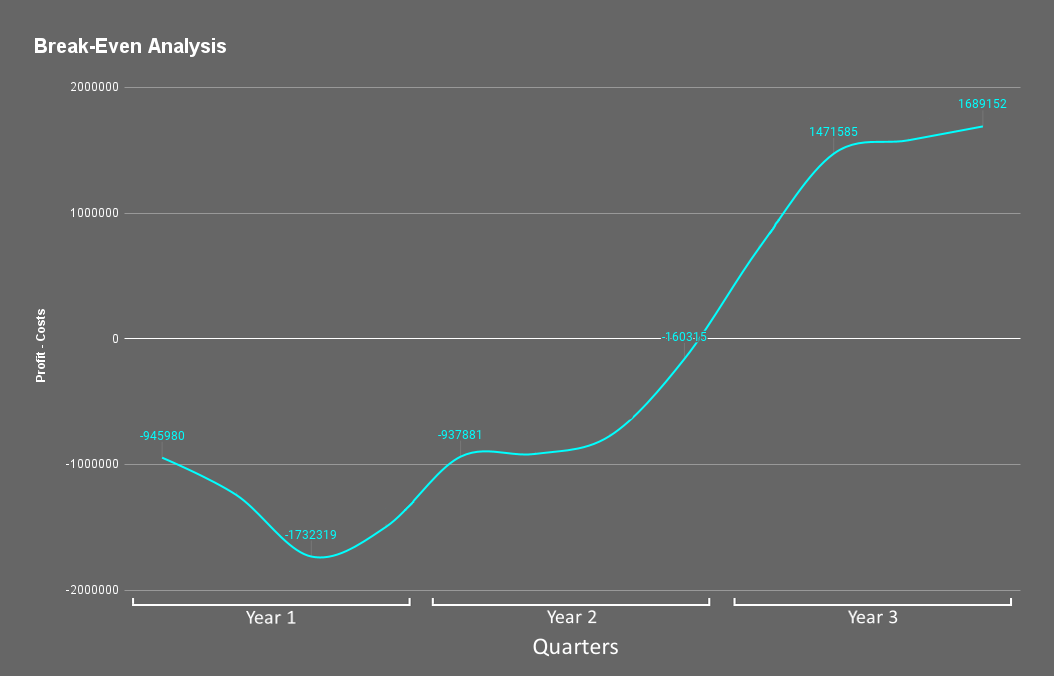 Break-Even Analysis
2000000
1689152
1471585
1000000
Profit - Costs
0
-160315
-945980
-937881
-1000000
-1732319
-2000000
Year 1
Year 2
Year 3
Quarters